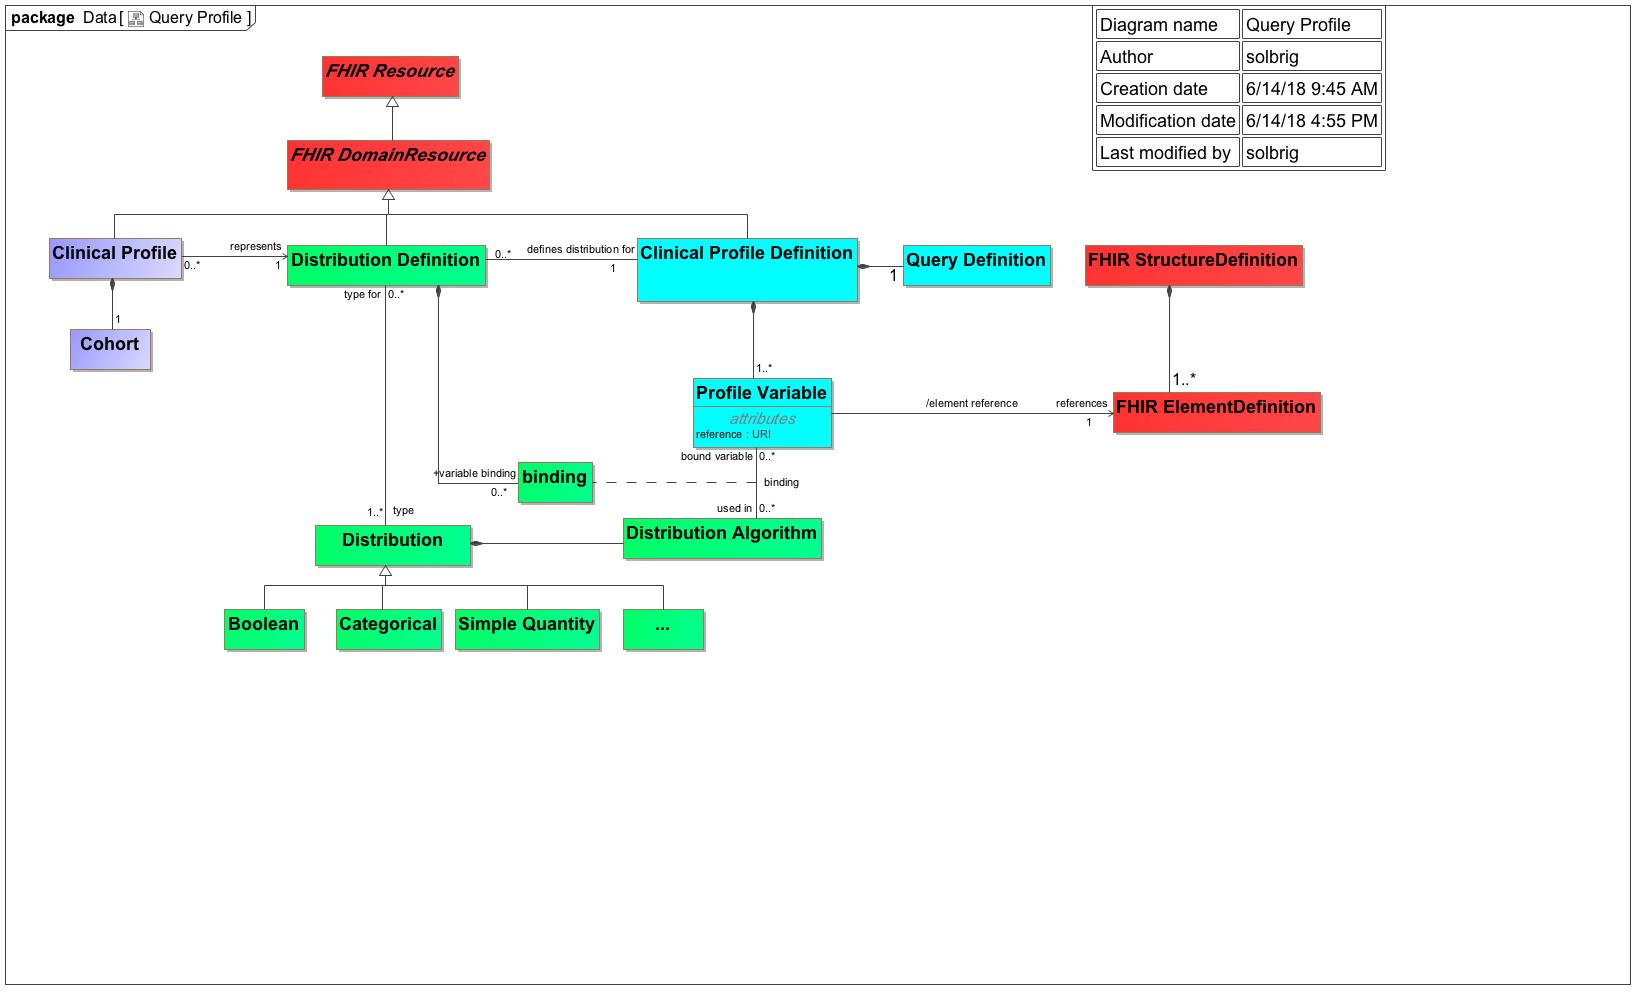 package Data [ Query Profile ]
Diagram name Query Profile
Author solbrig
Creation date 6/14/18 9:45 AM
Modification date 6/14/18 4:55 PM
Last modified by solbrig
FHIR Resource
FHIR DomainResource
Clinical Profile
represents
0..*
1
Distribution Definition
0..*
defines distribution for
1
Clinical Profile Definition
1
Query Definition
FHIR StructureDefinition
type for 0..*
1
Cohort
1..*
1..*
Profile Variable
attributes
reference : URI
/element reference
references
1
FHIR ElementDefinition
bound variable 0..*
+variable binding
0..*
binding
binding
used in 0..*
1..* type
Distribution
Distribution Algorithm
Boolean
Categorical
Simple Quantity
...